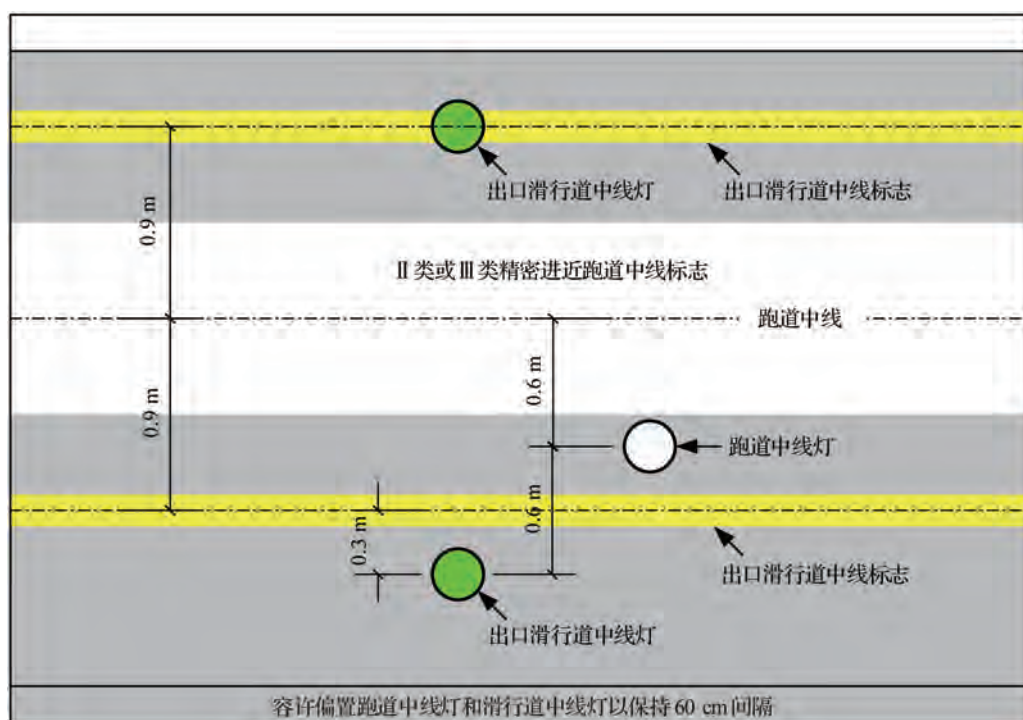 出口滑行道中线灯
出口滑行道中线标志
0.9 m
Ⅱ类或Ⅲ类精密进近跑道中线标志
跑道中线
0.9 m
0.6 m
跑道中线灯
0.6 m
0.3 m
出口滑行道中线标志
出口滑行道中线灯
容许偏置跑道中线灯和滑行道中线灯以保持60 cm间隔